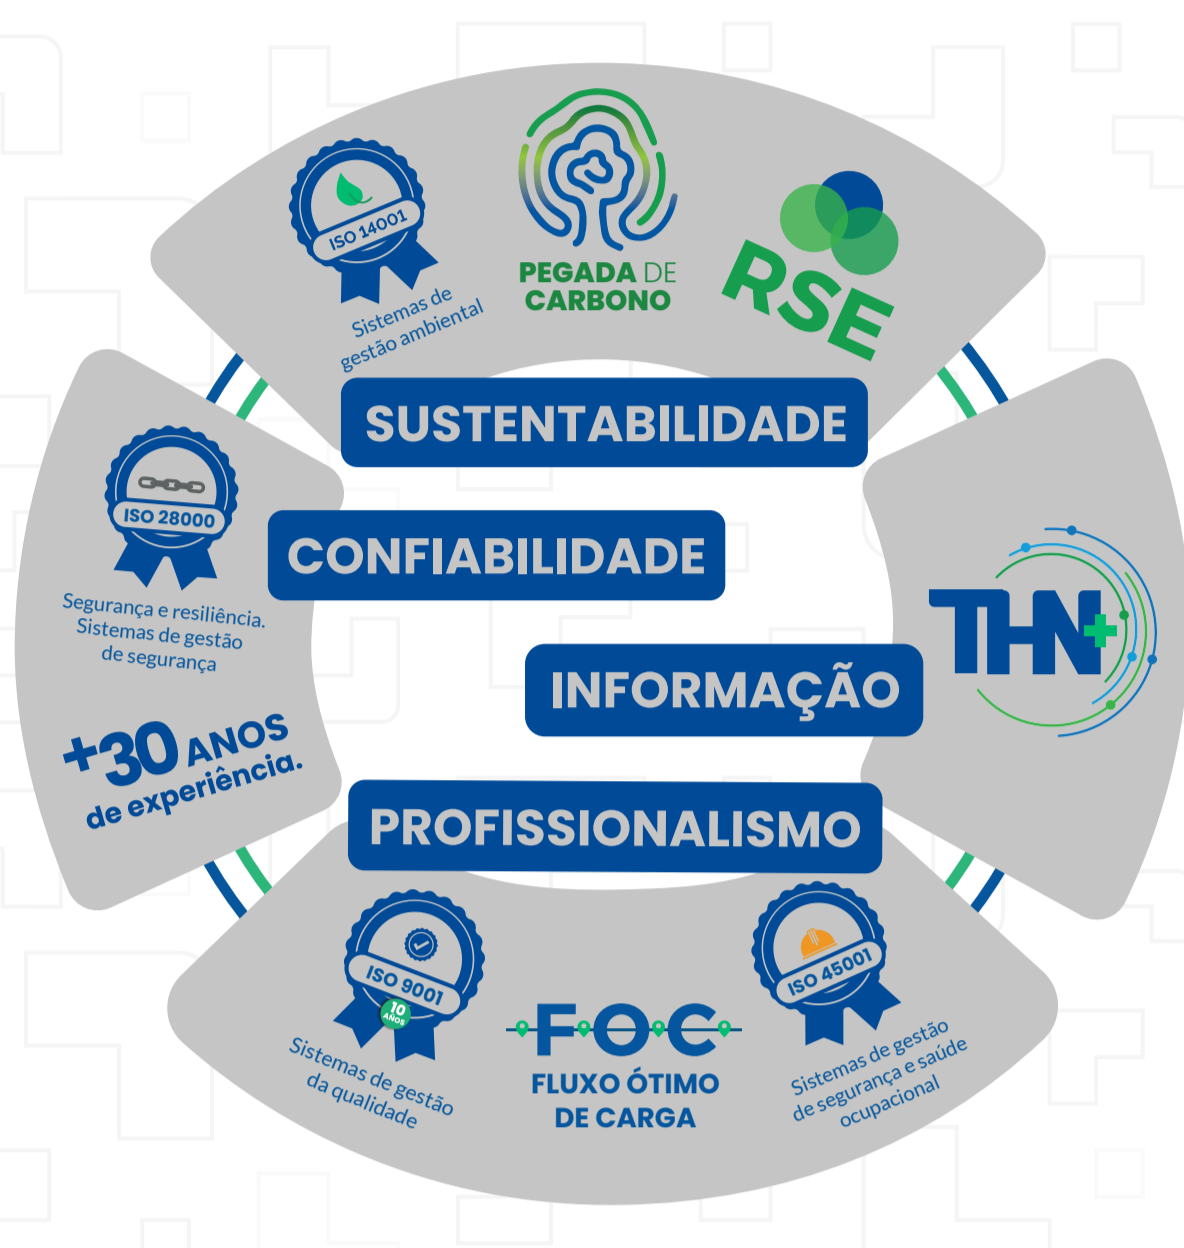 ISO 14001
Sistemas de
gestão ambiental
PEGADA DE
CARBONO
RSE
SUSTENTABILIDADE
ISO 28000
Segurança e resiliência.
Sistemas de gestão
de segurança
+30 ANOS
de experiência.
CONFIABILIDADE
INFORMAÇÃO
THN+
PROFISSIONALISMO
ISO 9001
10
AÑOS
Sistemas de gestão
da qualidade
FOC
FLUXO ÓTIMO
DE CARGA
ISO 45001
Sistemas de gestão
de segurança e saúde
ocupacional